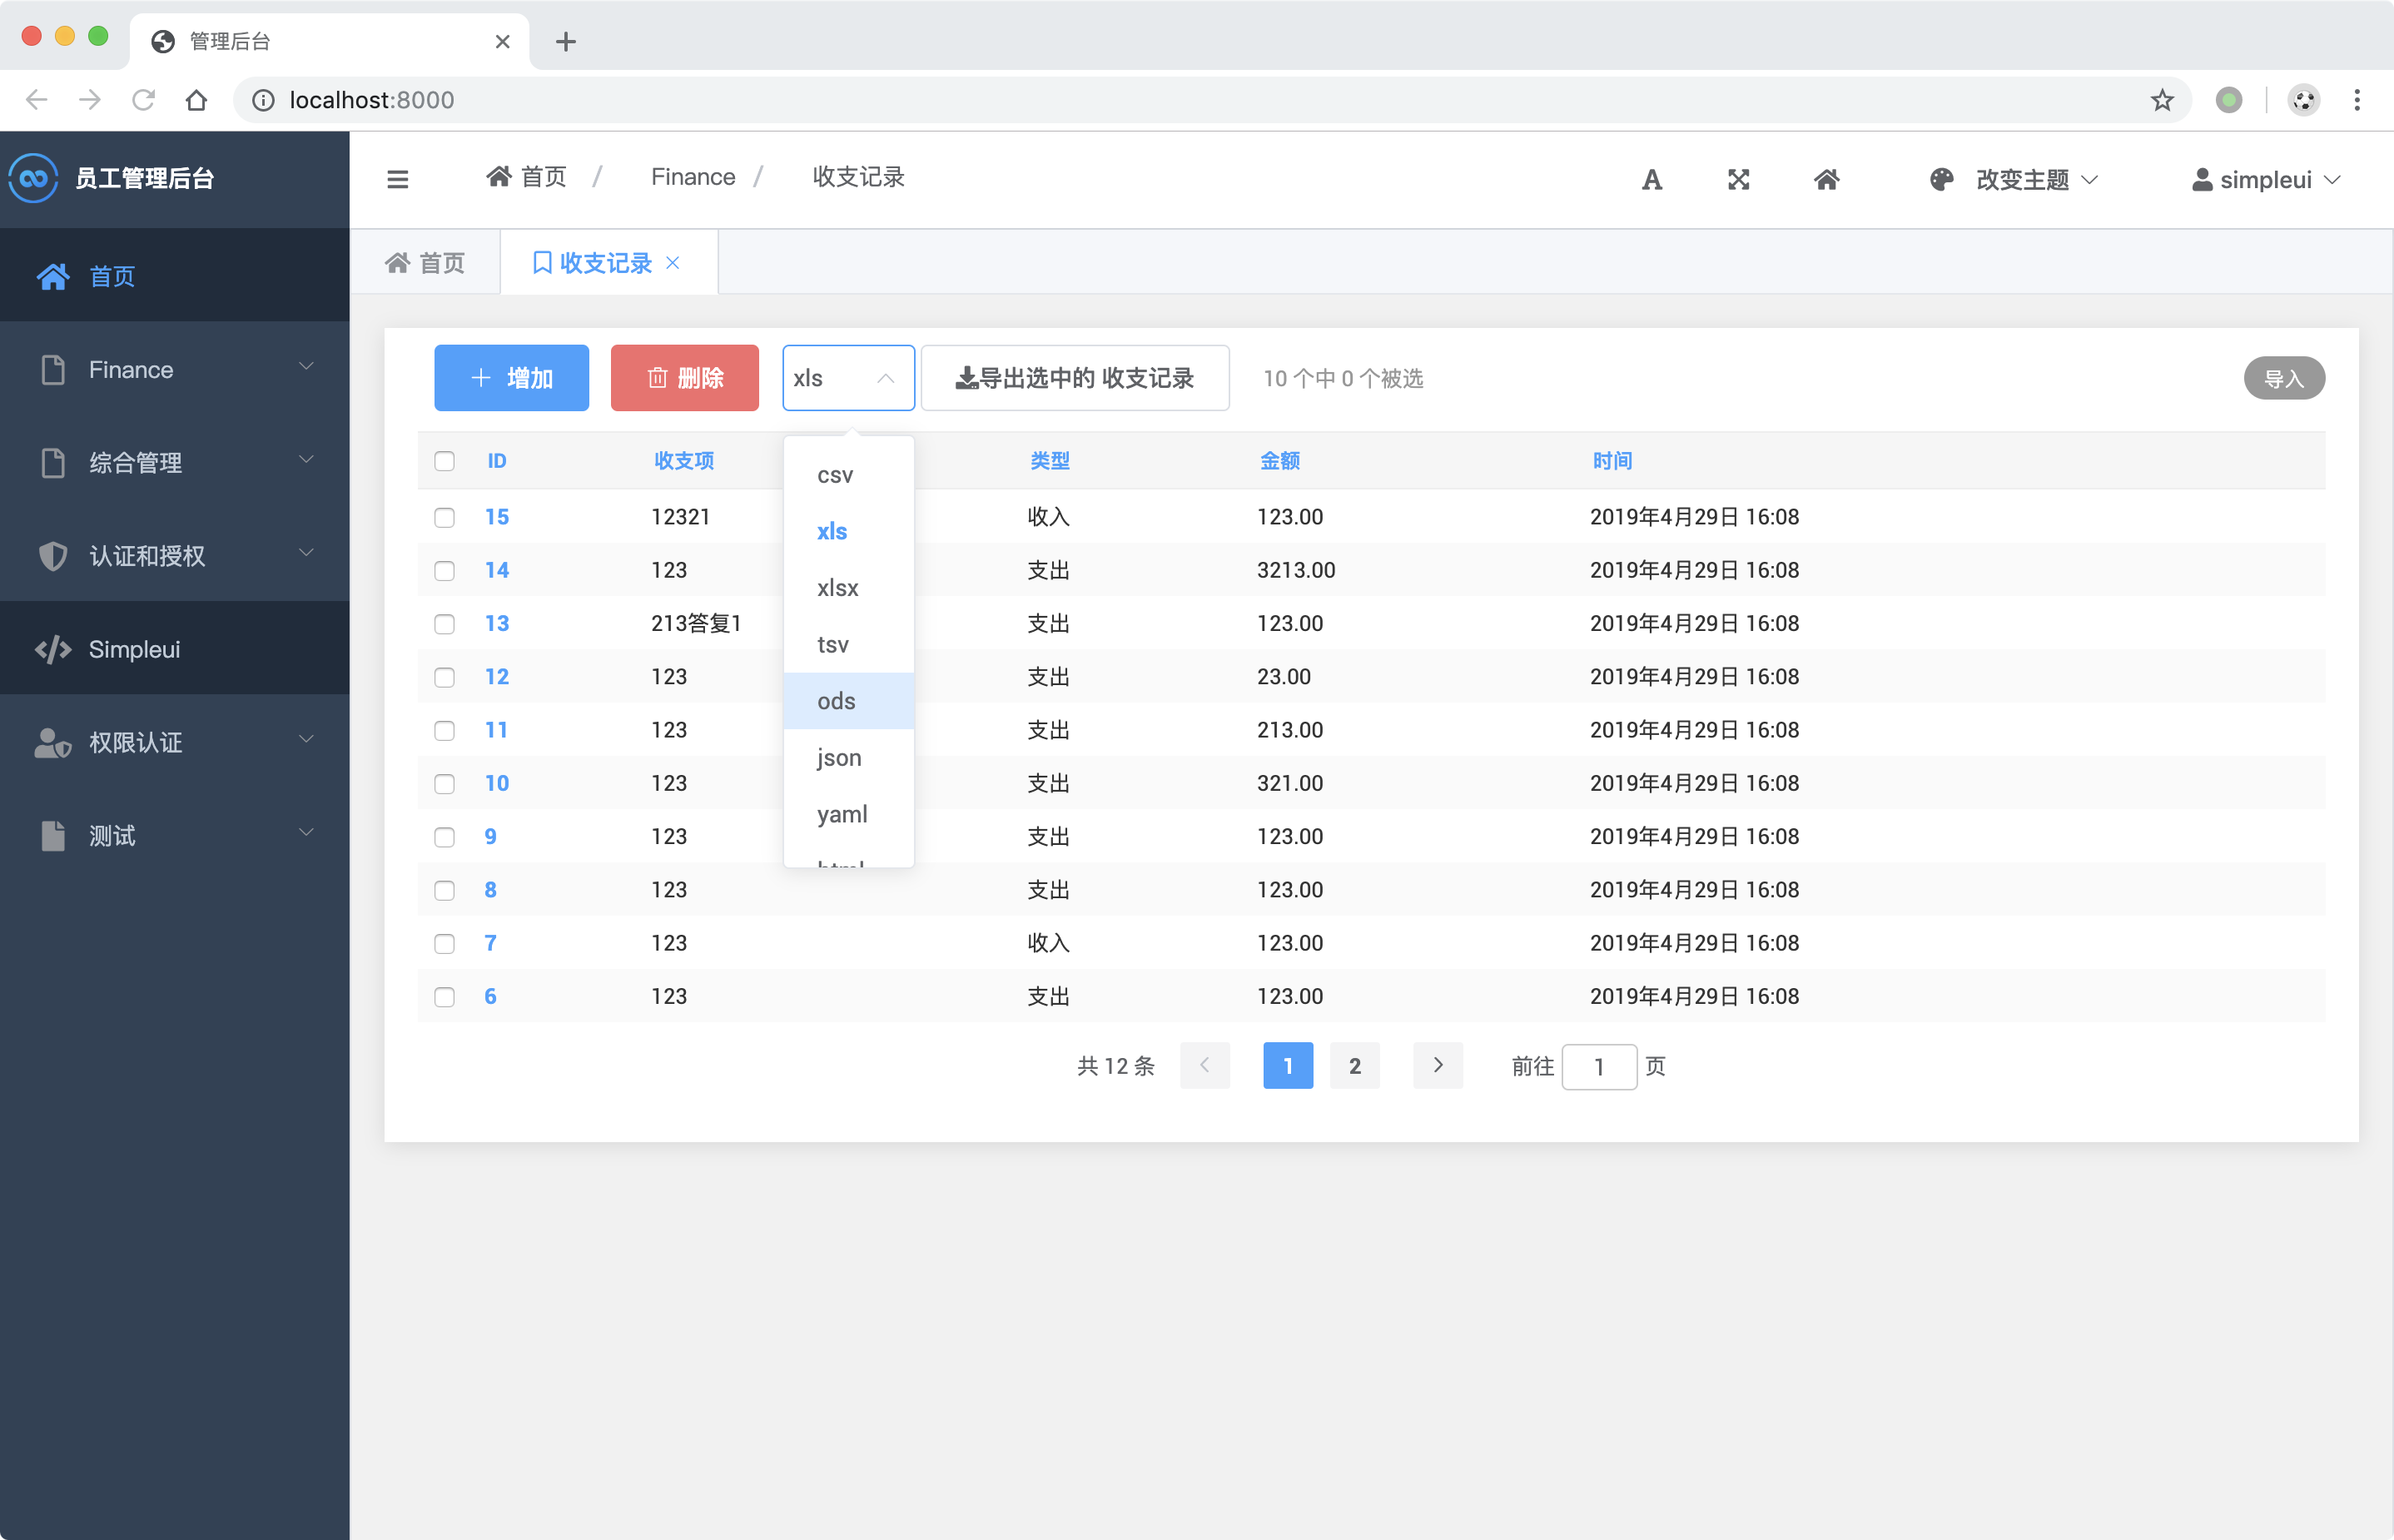 管理后台
localhost:8000
员工管理后台
首页 / Finance / 收支记录
A
改变主题
simpleui
首页
Finance
综合管理
认证和授权
Simpleui
权限认证
测试
首页
收支记录
增加
删除
xls
导出选中的 收支记录
10 个中 0 个被选
导入
ID 收支项 类型 金额 时间
15 12321 收入 123.00 2019年4月29日 16:08
14 123 支出 3213.00 2019年4月29日 16:08
13 213答复1 支出 123.00 2019年4月29日 16:08
12 123 支出 23.00 2019年4月29日 16:08
11 123 支出 213.00 2019年4月29日 16:08
10 123 支出 321.00 2019年4月29日 16:08
9 123 支出 123.00 2019年4月29日 16:08
8 123 支出 123.00 2019年4月29日 16:08
7 123 收入 123.00 2019年4月29日 16:08
6 123 支出 123.00 2019年4月29日 16:08
csv
xls
xlsx
tsv
ods
json
yaml
html
共 12 条 1 2 前往 1 页